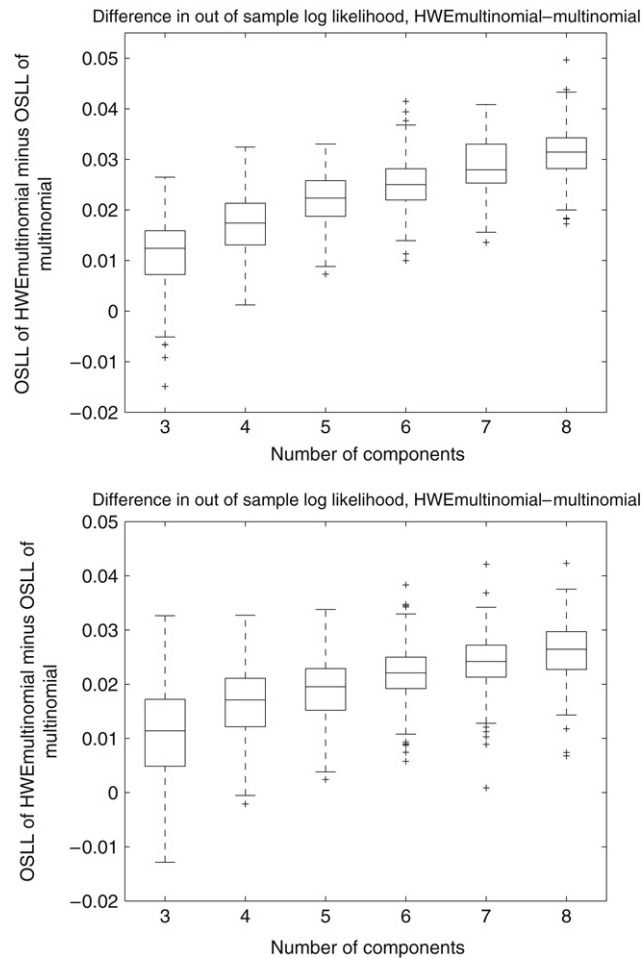 Difference in out of sample log likelihood, HWEmultinomial–multinomial
OSLL of HWEmultinomial minus OSLL of
multinomial
0.05
0.04
0.03
0.02
0.01
0
−0.01
−0.02
3 4 5 6 7 8
Number of components
Difference in out of sample log likelihood, HWEmultinomial–multinomial
OSLL of HWEmultinomial minus OSLL of
multinomial
0.05
0.04
0.03
0.02
0.01
0
−0.01
−0.02
3 4 5 6 7 8
Number of components